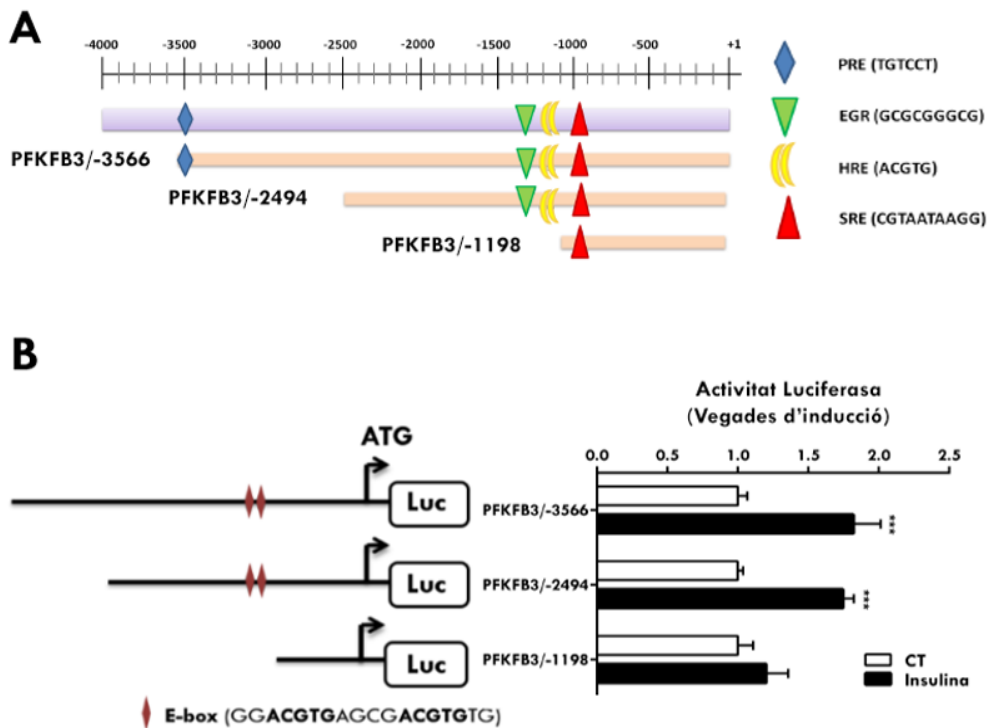 A
-4000 -3500 -3000 -2500 -2000 -1500 -1000 -500 +1
PRE (TGTCCT)
EGR (GCGCGGGCG)
HRE (ACGTG)
SRE (CGTAATAAGG)
PFKFB3/-3566
PFKFB3/-2494
PFKFB3/-1198
B
Activitat Luciferasa
(Vegades d'inducció)
0.0 0.5 1.0 1.5 2.0 2.5
ATG
Luc
PFKFB3/-3566
***
Luc
PFKFB3/-2494
***
Luc
PFKFB3/-1198
CT
Insulina
E-box (GGACGTGAGCGACGTGTG)